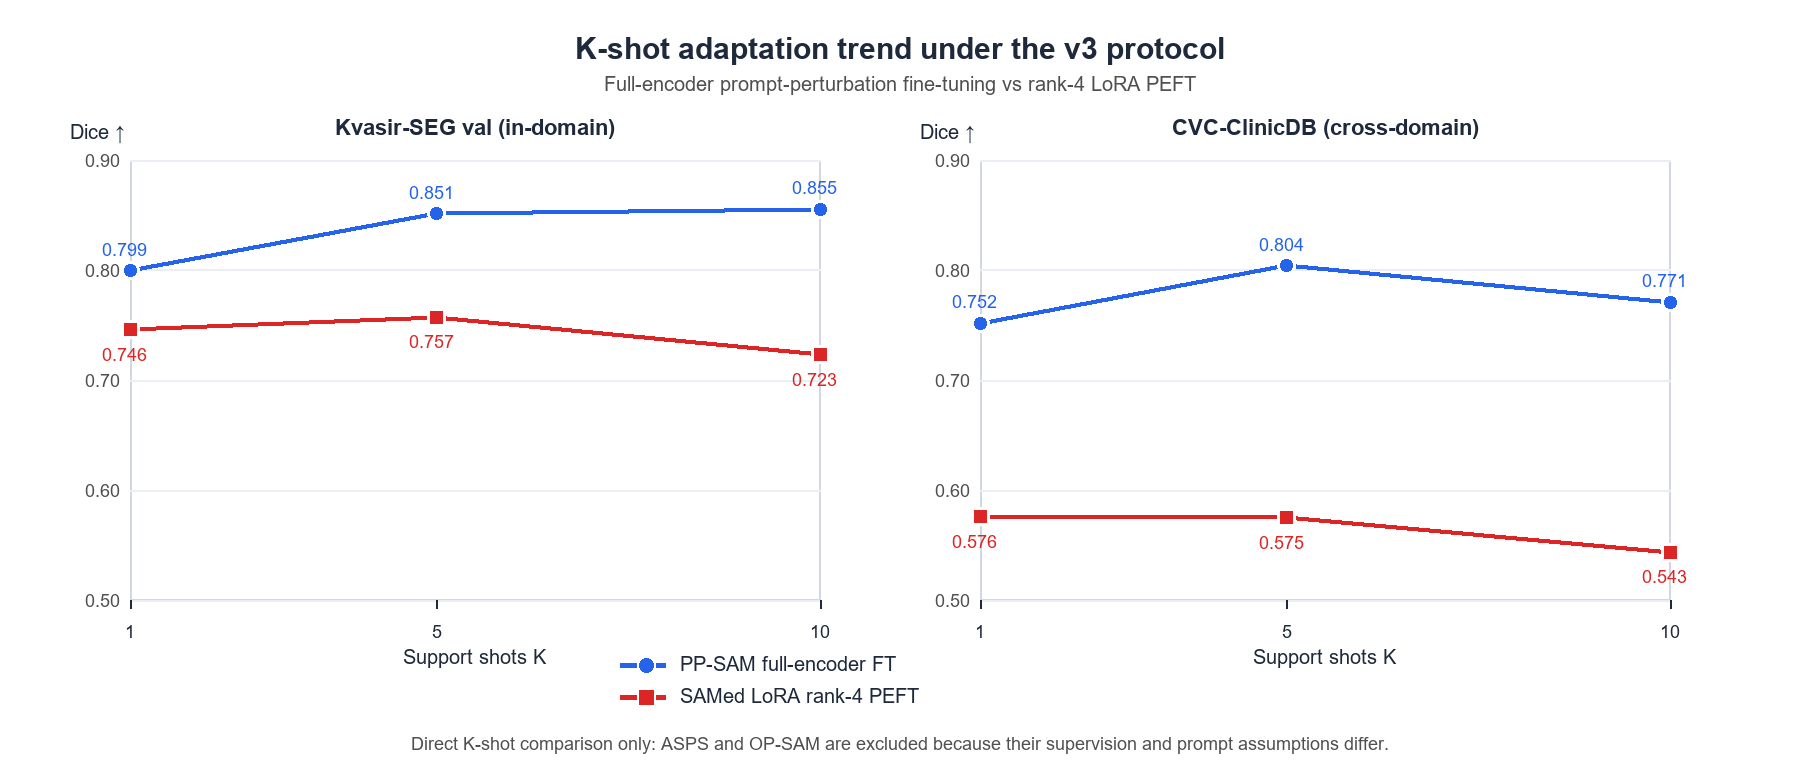 K-shot adaptation trend under the v3 protocol
Full-encoder prompt-perturbation fine-tuning vs rank-4 LoRA PEFT
Dice ↑
Kvasir-SEG val (in-domain)
0.90
0.80
0.70
0.60
0.50
0.799
0.851
0.855
0.746
0.757
0.723
1
5
10
Support shots K
Dice ↑
CVC-ClinicDB (cross-domain)
0.90
0.80
0.70
0.60
0.50
0.752
0.804
0.771
0.576
0.575
0.543
1
5
10
Support shots K
PP-SAM full-encoder FT
SAMed LoRA rank-4 PEFT
Direct K-shot comparison only: ASPS and OP-SAM are excluded because their supervision and prompt assumptions differ.